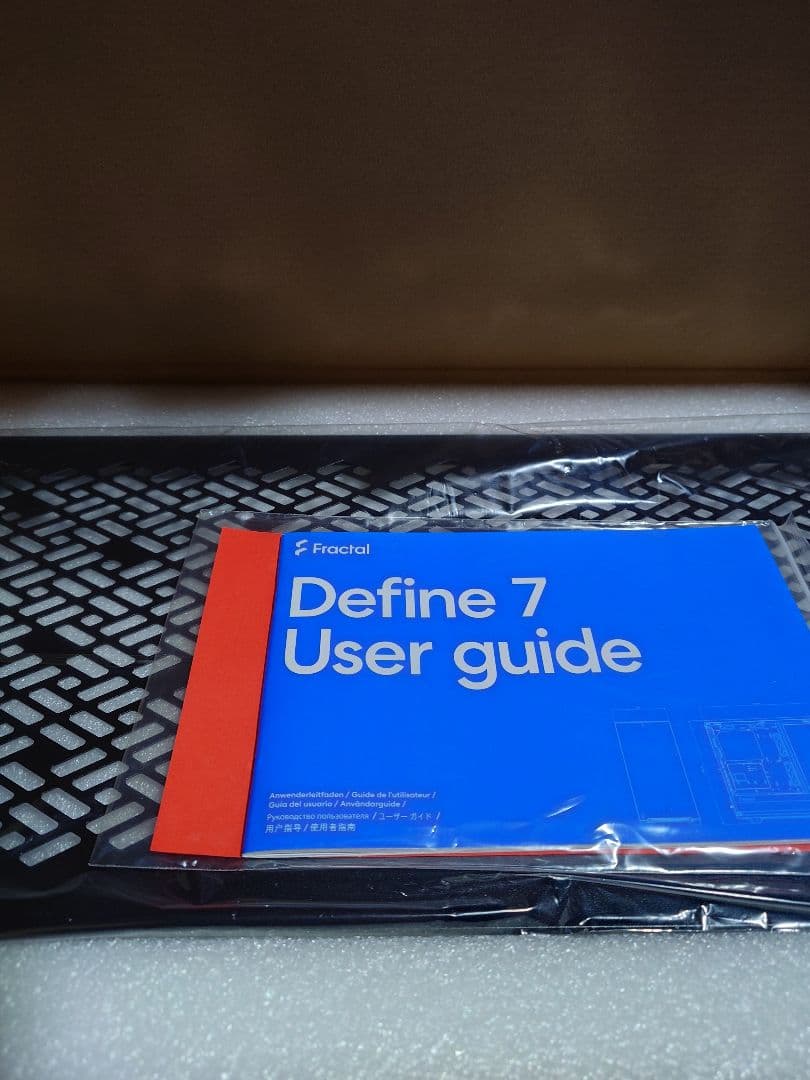 Fractal
Define 7
User guide
Anwenderleitfaden / Guide de l'utilisateur /
Guía del usuario / Användarguide /
Руководство пользователя / ユーザーガイド /
用户指号 / 使用者指南